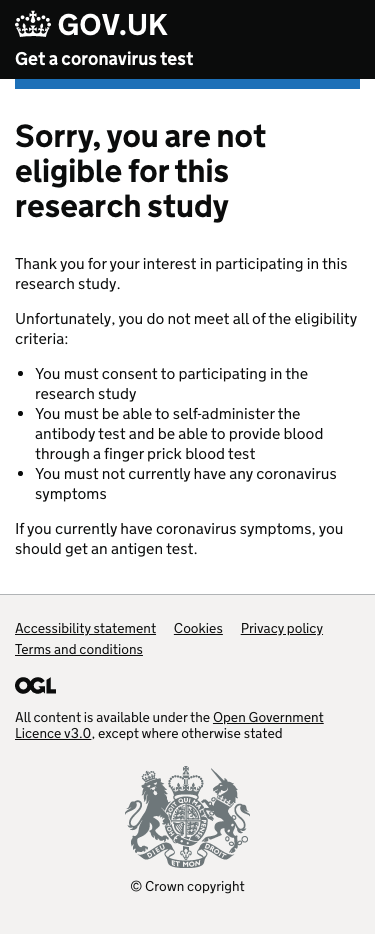 GOV.UK
Get a coronavirus test
Sorry, you are not
eligible for this
research study
Thank you for your interest in participating in this
research study.
Unfortunately, you do not meet all of the eligibility
criteria:
• You must consent to participating in the
research study
• You must be able to self-administer the
antibody test and be able to provide blood
through a finger prick blood test
• You must not currently have any coronavirus
symptoms
If you currently have coronavirus symptoms, you
should get an antigen test.
Accessibility statement Cookies Privacy policy
Terms and conditions
OGL
All content is available under the Open Government
Licence v3.0, except where otherwise stated
DIEU ET MON DROIT
© Crown copyright